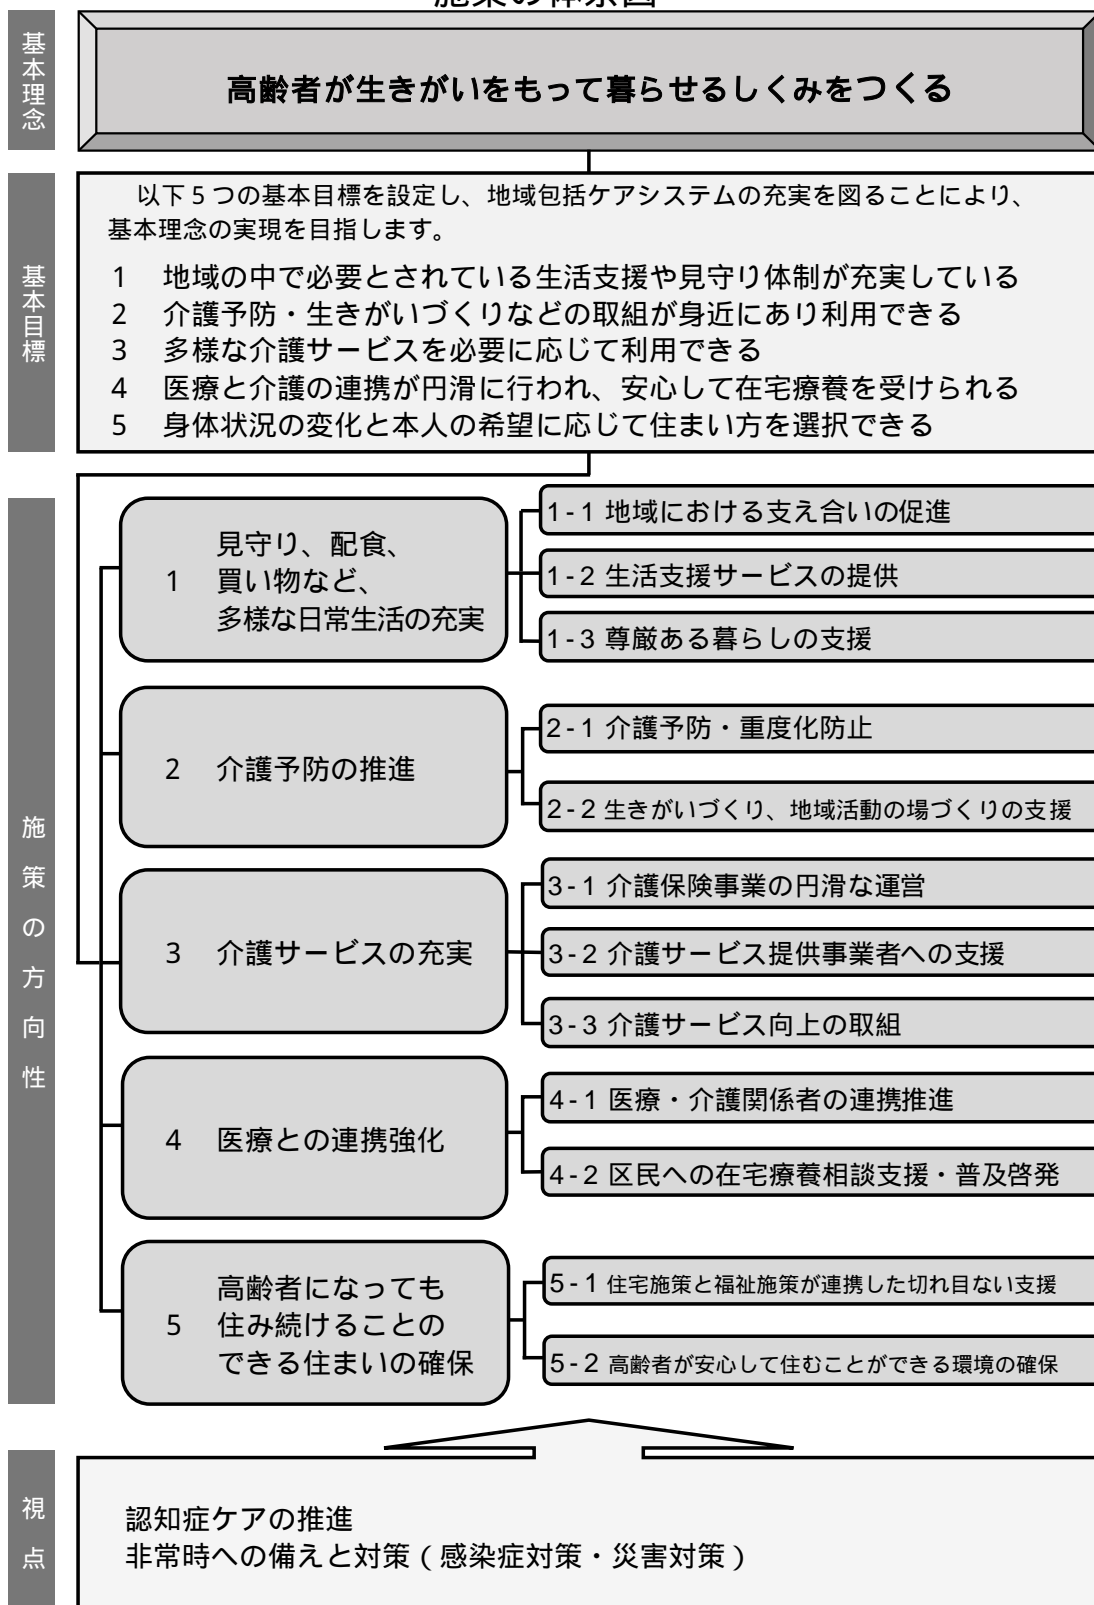 施策の体系図
基本理念
高齢者が生きがいをもって暮らせるしくみをつくる
基本目標
以下5つの基本目標を設定し、地域包括ケアシステムの充実を図ることにより、
基本理念の実現を目指します。
1 地域の中で必要とされている生活支援や見守り体制が充実している
2 介護予防・生きがいづくりなどの取組が身近にあり利用できる
3 多様な介護サービスを必要に応じて利用できる
4 医療と介護の連携が円滑に行われ、安心して在宅療養を受けられる
5 身体状況の変化と本人の希望に応じて住まい方を選択できる
施策の方向性
1 見守り、配食、
買い物など、
多様な日常生活の充実
1-1 地域における支え合いの促進
1-2 生活支援サービスの提供
1-3 尊厳ある暮らしの支援
2 介護予防の推進
2-1 介護予防・重度化防止
2-2 生きがいづくり、地域活動の場づくりの支援
3 介護サービスの充実
3-1 介護保険事業の円滑な運営
3-2 介護サービス提供事業者への支援
3-3 介護サービス向上の取組
4 医療との連携強化
4-1 医療・介護関係者の連携推進
4-2 区民への在宅療養相談支援・普及啓発
5 高齢者になっても
住み続けることの
できる住まいの確保
5-1 住宅施策と福祉施策が連携した切れ目ない支援
5-2 高齢者が安心して住むことができる環境の確保
視点
認知症ケアの推進
非常時への備えと対策（感染症対策・災害対策）